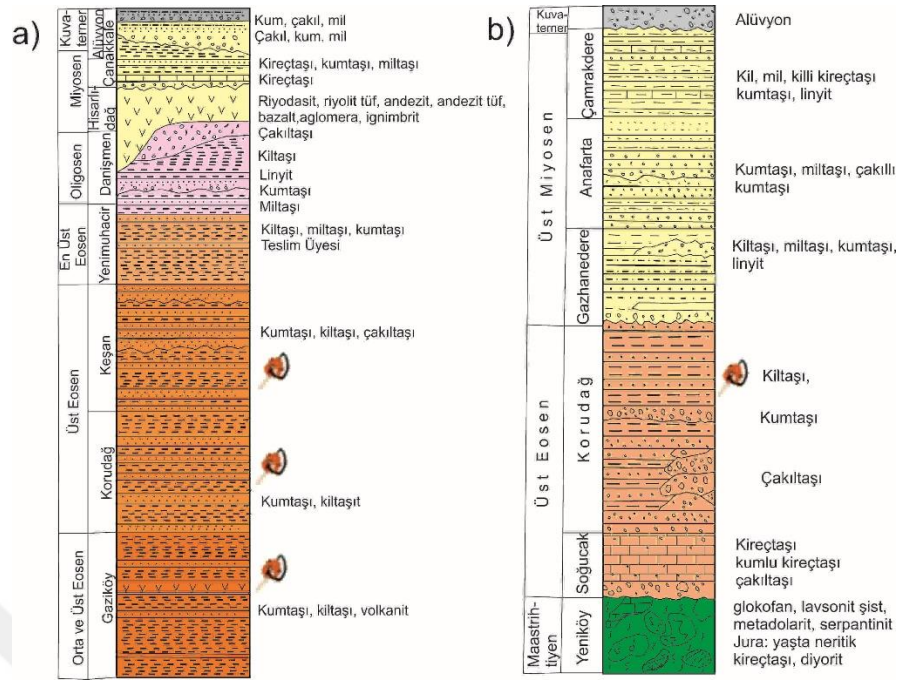 a)
Kuva-
terner
Alüvyon
Kum, çakıl, mil
Çakıl, kum. mil
Miyosen
Çanakkale
Kireçtaşı, kumtaşı, miltaşı
Kireçtaşı
Hisarlı-
dağ
Riyodasit, riyolit tüf, andezit, andezit tüf,
bazalt,aglomera, ignimbrit
Oligosen
Danişmen
Çakıltaşı
Kiltaşı
Linyit
Kumtaşı
Miltaşı
En Üst
Eosen
Yenimuhacir
Kiltaşı, miltaşı, kumtaşı
Teslim Üyesi
Üst Eosen
Keşan
Kumtaşı, kiltaşı, çakıltaşı
Korudağ
Kumtaşı, kiltaşıt
Orta ve Üst Eosen
Gaziköy
Kumtaşı, kiltaşı, volkanit
b)
Kuva-
terner
Alüvyon
Üst Miyosen
Çamrakdere
Kil, mil, killi kireçtaşı
kumtaşı, linyit
Anafarta
Kumtaşı, miltaşı, çakıllı
kumtaşı
Gazhanedere
Kiltaşı, miltaşı, kumtaşı,
linyit
Üst Eosen
Korudağ
Kiltaşı,
Kumtaşı
Çakıltaşı
Soğucak
Kireçtaşı
kumlu kireçtaşı
çakıltaşı
Maastrih-
tiyen
Yeniköy
glokofan, lavsonit şist,
metadolarit, serpantinit
Jura: yaşta neritik
kireçtaşı, diyorit